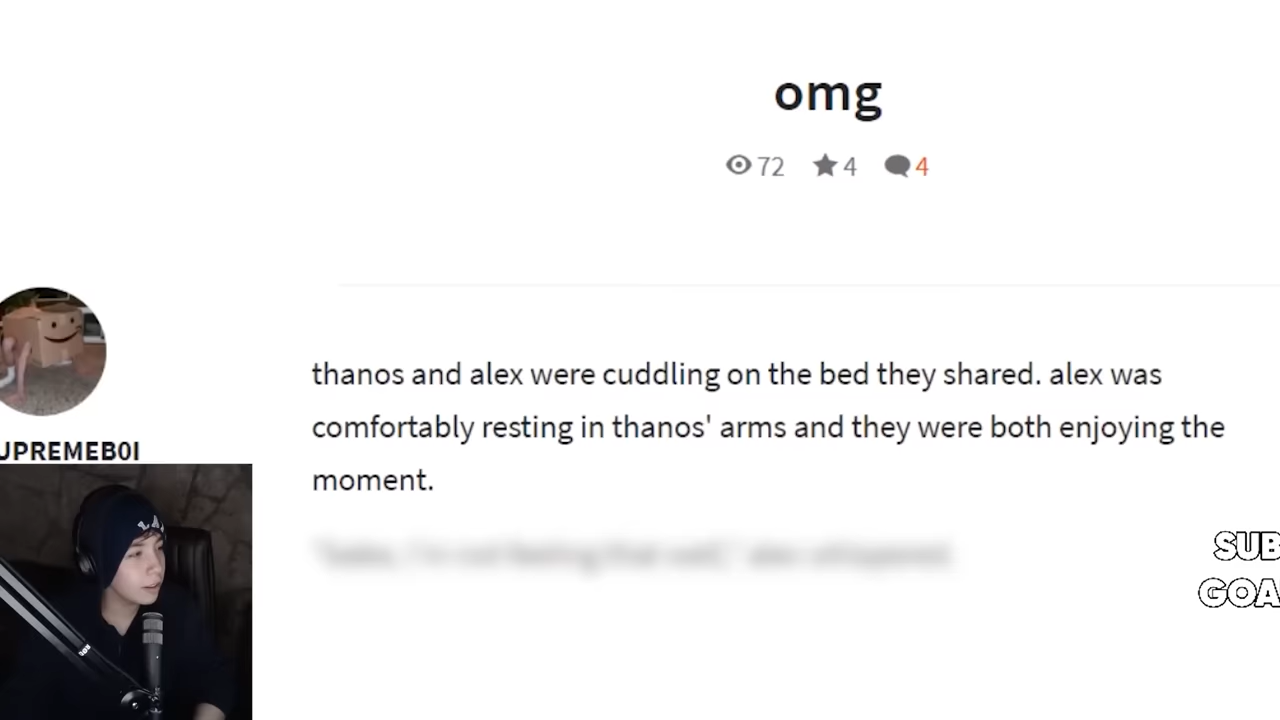 omg
72 4 4
thanos and alex were cuddling on the bed they shared. alex was
comfortably resting in thanos' arms and they were both enjoying the
moment.
UPREMEB0I
SUB
GOA